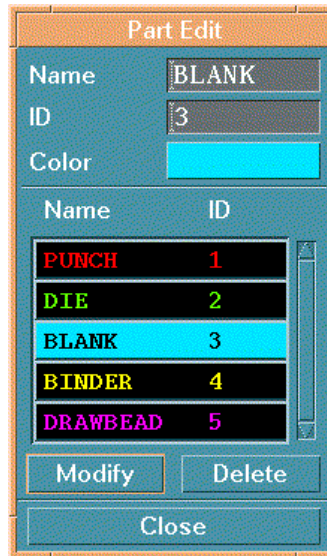 Part Edit
Name BLANK
ID 3
Color
Name ID
PUNCH 1
DIE 2
BLANK 3
BINDER 4
DRAWBEAD 5
Modify Delete
Close